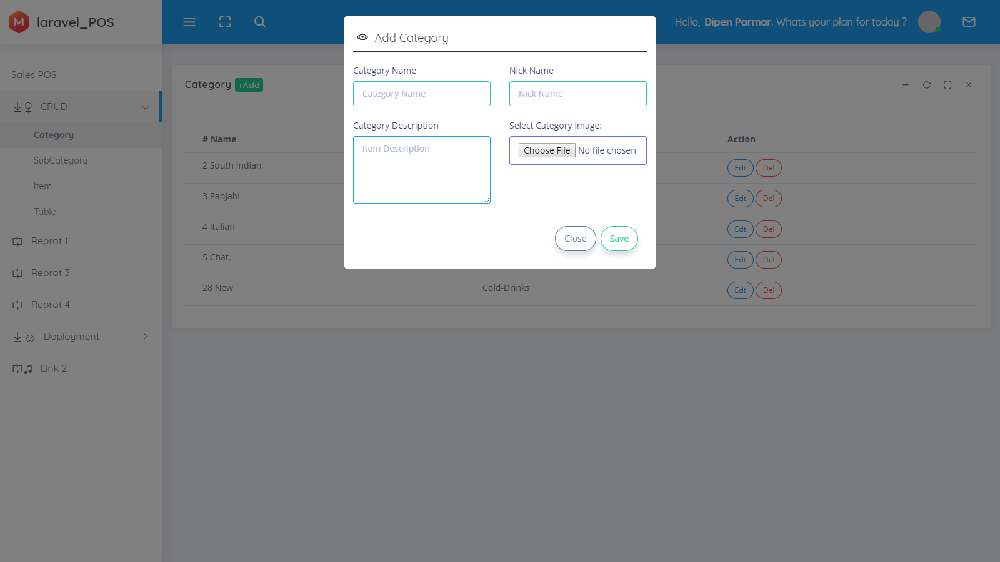 laravel_POS
Hello, Dipen Parmar. Whats your plan for today ?
Sales POS
CRUD
Category
SubCategory
Item
Table
Reprot 1
Reprot 3
Reprot 4
Deployment
Link 2
Category +Add
# Name
Action
2 South Indian
Edt Del
3 Panjabi
Edt Del
4 Italian
Edt Del
5 Chat,
Edt Del
28 New
Cold-Drinks
Edt Del
Add Category
Category Name
Nick Name
Category Name
Nick Name
Category Description
Select Category Image:
item Description
Choose File No file chosen
Close
Save